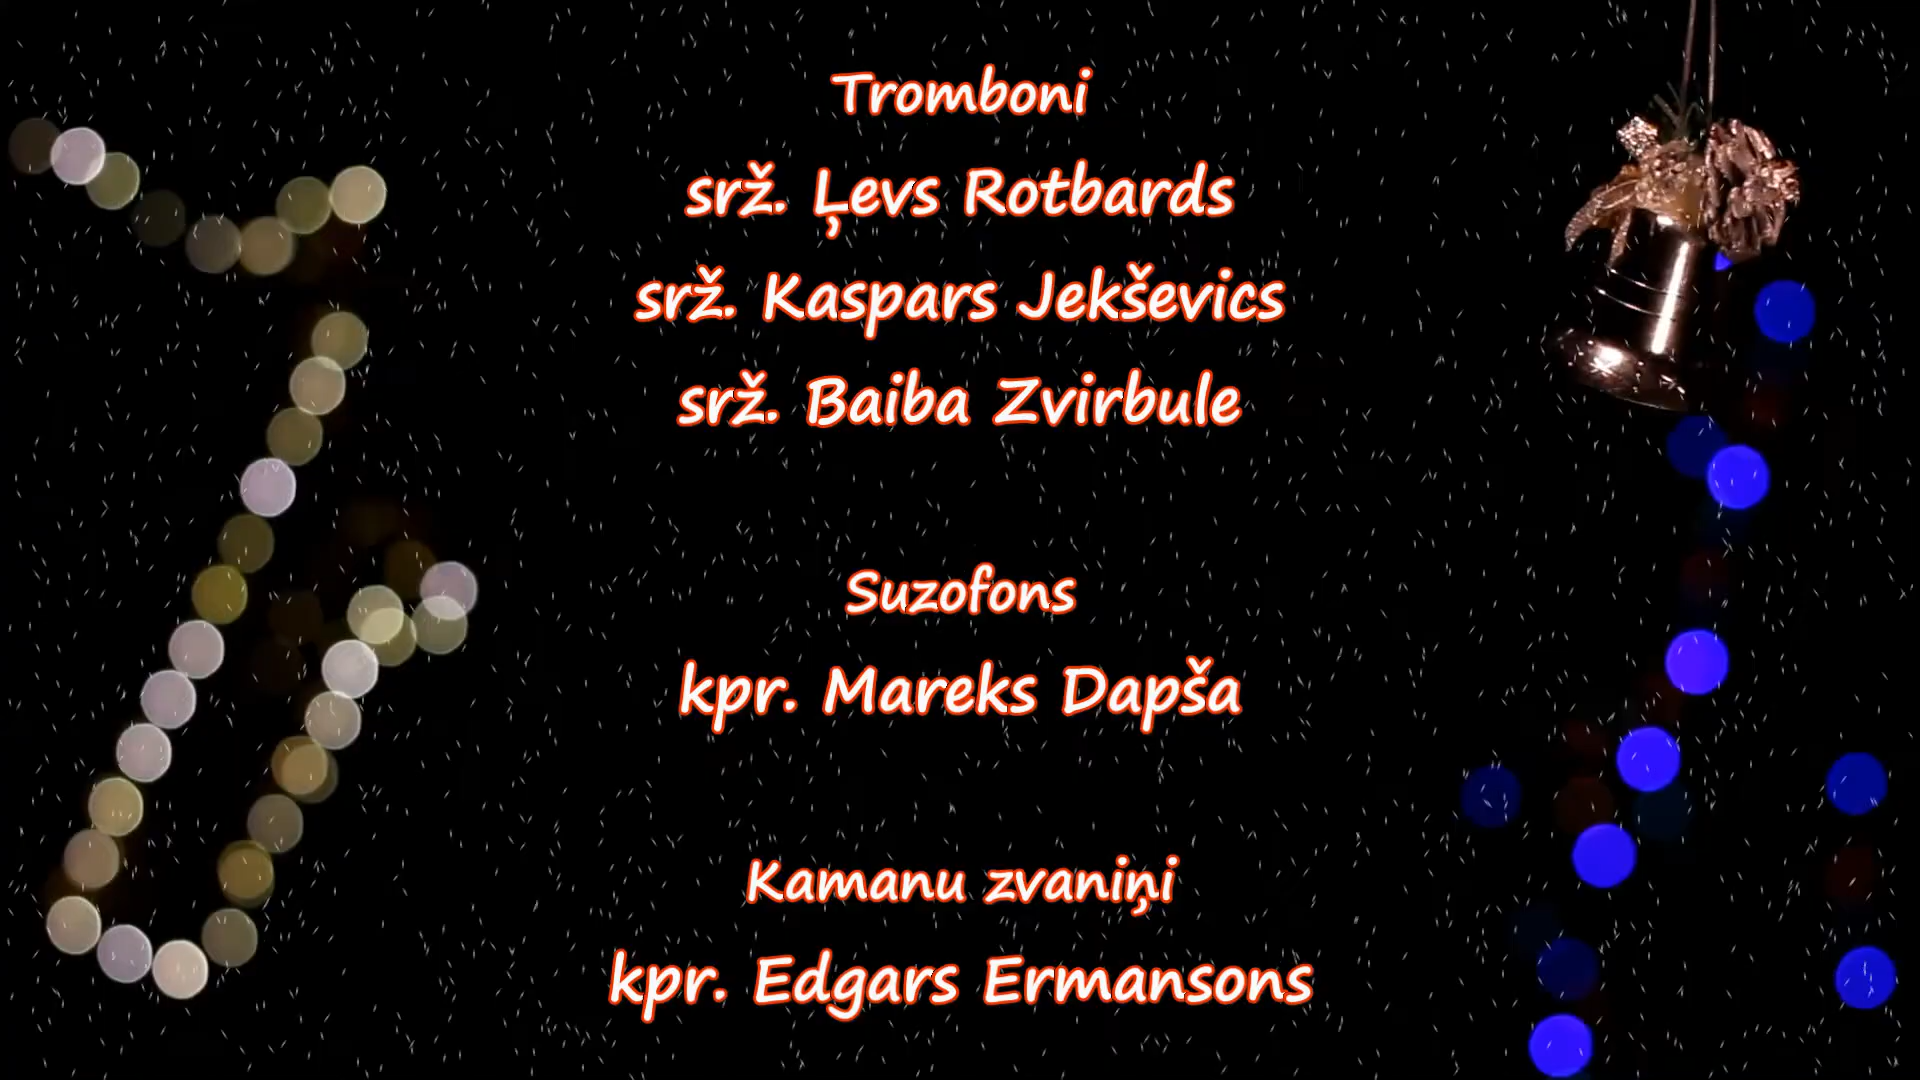 Tromboni
srž. Ļevs Rotbards
srž. Kaspars Jekševics
srž. Baiba Zvirbule
Suzofons
kpr. Mareks Dapša
Kamanu zvaniņi
kpr. Edgars Ermansons